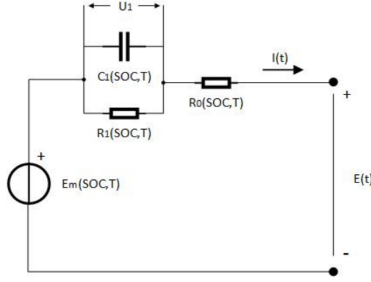 U1
C1(SOC,T)
I(t)
R0(SOC,T)
+
R1(SOC,T)
+
Em(SOC,T)
E(t)
-